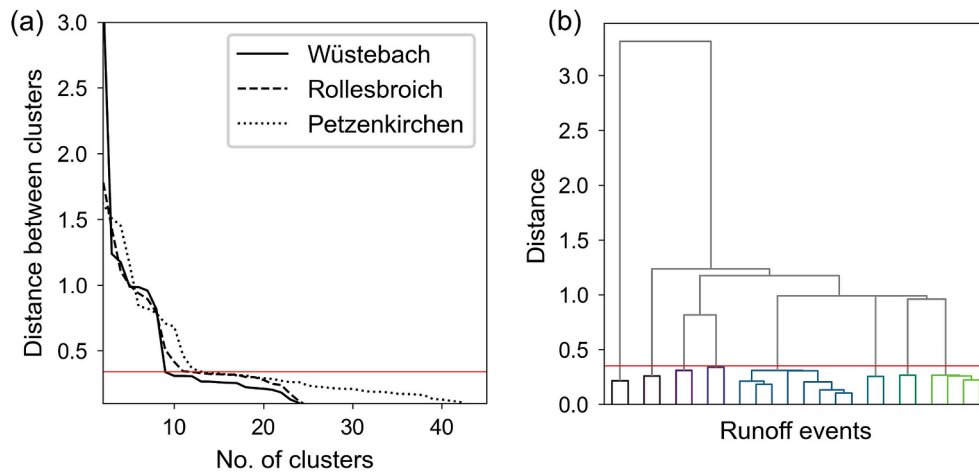 (a)
3.0
2.5
2.0
1.5
1.0
0.5
Distance between clusters
10
20
30
40
No. of clusters
Wüstebach
Rollesbroich
Petzenkirchen
(b)
3.5
3.0
2.5
2.0
1.5
1.0
0.5
0.0
Distance
Runoff events